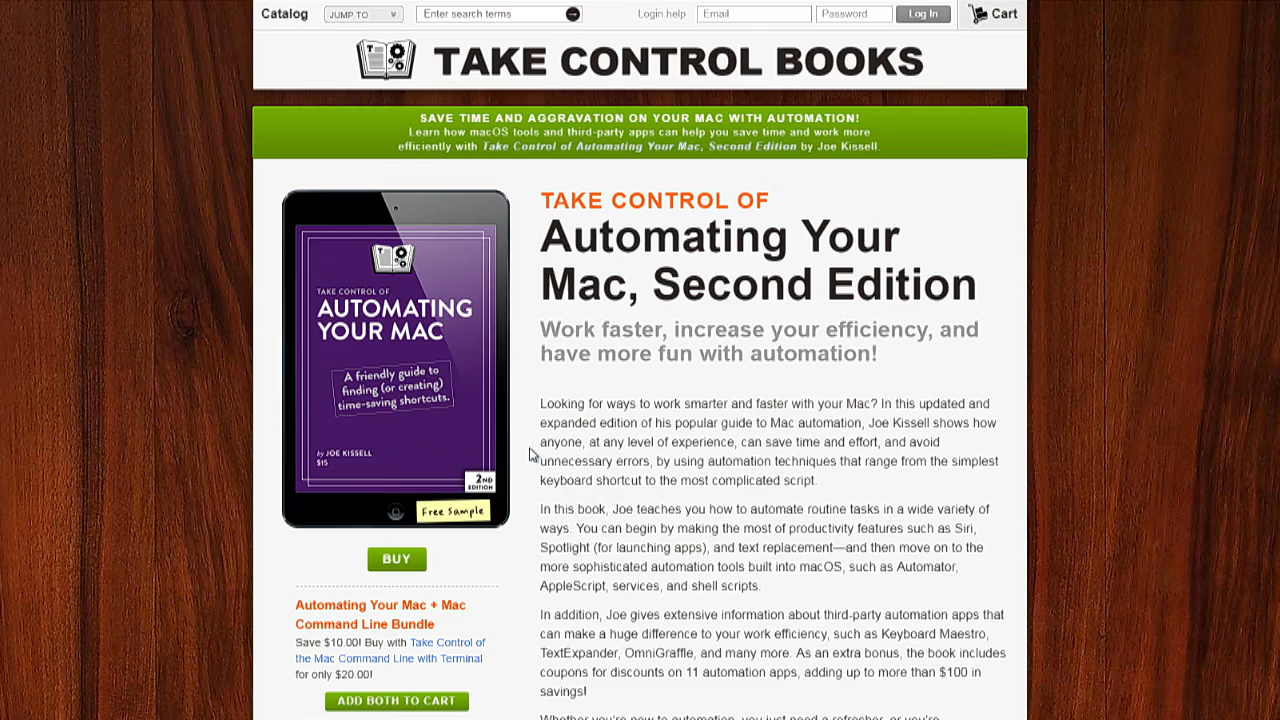 Catalog
JUMP TO
Enter search terms
Login help
Email
Password
Log In
Cart
TAKE CONTROL BOOKS
SAVE TIME AND AGGRAVATION ON YOUR MAC WITH AUTOMATION!
Learn how macOS tools and third-party apps can help you save time and work more
efficiently with Take Control of Automating Your Mac, Second Edition by Joe Kissell.
T
TAKE CONTROL OF
AUTOMATING
YOUR MAC
A friendly guide to
finding (or creating)
time-saving shortcuts.
by JOE KISSELL
$15
2ND
EDITION
Free Sample
BUY
Automating Your Mac + Mac
Command Line Bundle
Save $10.00! Buy with Take Control of
the Mac Command Line with Terminal
for only $20.00!
ADD BOTH TO CART
TAKE CONTROL OF
Automating Your
Mac, Second Edition
Work faster, increase your efficiency, and
have more fun with automation!
Looking for ways to work smarter and faster with your Mac? In this updated and
expanded edition of his popular guide to Mac automation, Joe Kissell shows how
anyone, at any level of experience, can save time and effort, and avoid
unnecessary errors, by using automation techniques that range from the simplest
keyboard shortcut to the most complicated script.
In this book, Joe teaches you how to automate routine tasks in a wide variety of
ways. You can begin by making the most of productivity features such as Siri,
Spotlight (for launching apps), and text replacement—and then move on to the
more sophisticated automation tools built into macOS, such as Automator,
AppleScript, services, and shell scripts.
In addition, Joe gives extensive information about third-party automation apps that
can make a huge difference to your work efficiency, such as Keyboard Maestro,
TextExpander, OmniGraffle, and many more. As an extra bonus, the book includes
coupons for discounts on 11 automation apps, adding up to more than $100 in
savings!
Whether you're new to automation, you just need a refresher, or you're